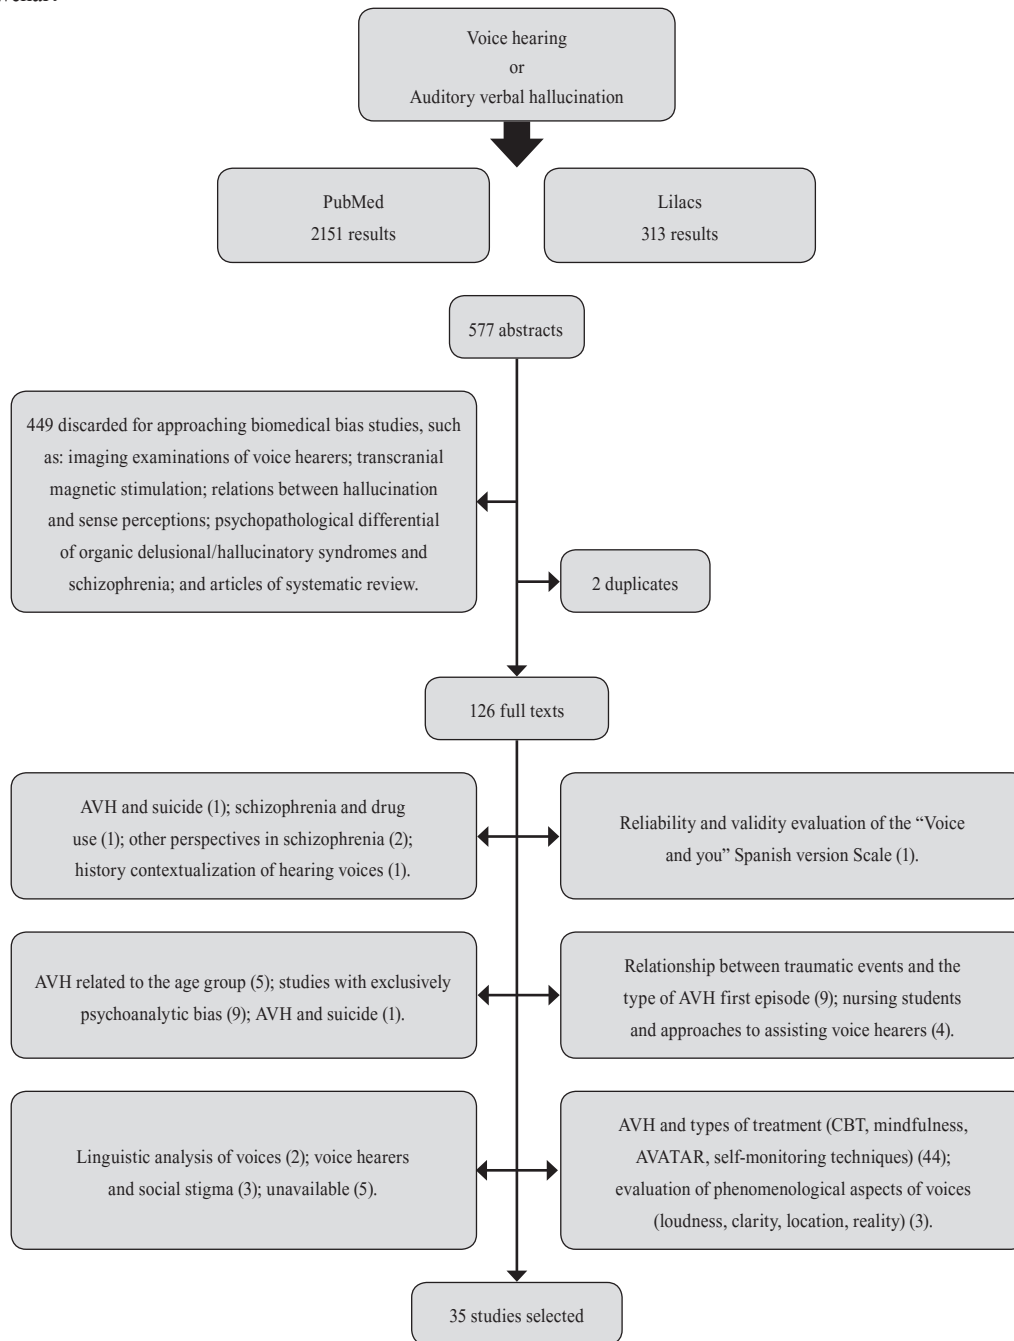 Voice hearing
or
Auditory verbal hallucination
PubMed
2151 results
Lilacs
313 results
577 abstracts
449 discarded for approaching biomedical bias studies, such
as: imaging examinations of voice hearers; transcranial
magnetic stimulation; relations between hallucination
and sense perceptions; psychopathological differential
of organic delusional/hallucinatory syndromes and
schizophrenia; and articles of systematic review.
2 duplicates
126 full texts
AVH and suicide (1); schizophrenia and drug
use (1); other perspectives in schizophrenia (2);
history contextualization of hearing voices (1).
Reliability and validity evaluation of the “Voice
and you” Spanish version Scale (1).
AVH related to the age group (5); studies with exclusively
psychoanalytic bias (9); AVH and suicide (1).
Relationship between traumatic events and the
type of AVH first episode (9); nursing students
and approaches to assisting voice hearers (4).
Linguistic analysis of voices (2); voice hearers
and social stigma (3); unavailable (5).
AVH and types of treatment (CBT, mindfulness,
AVATAR, self-monitoring techniques) (44);
evaluation of phenomenological aspects of voices
(loudness, clarity, location, reality) (3).
35 studies selected